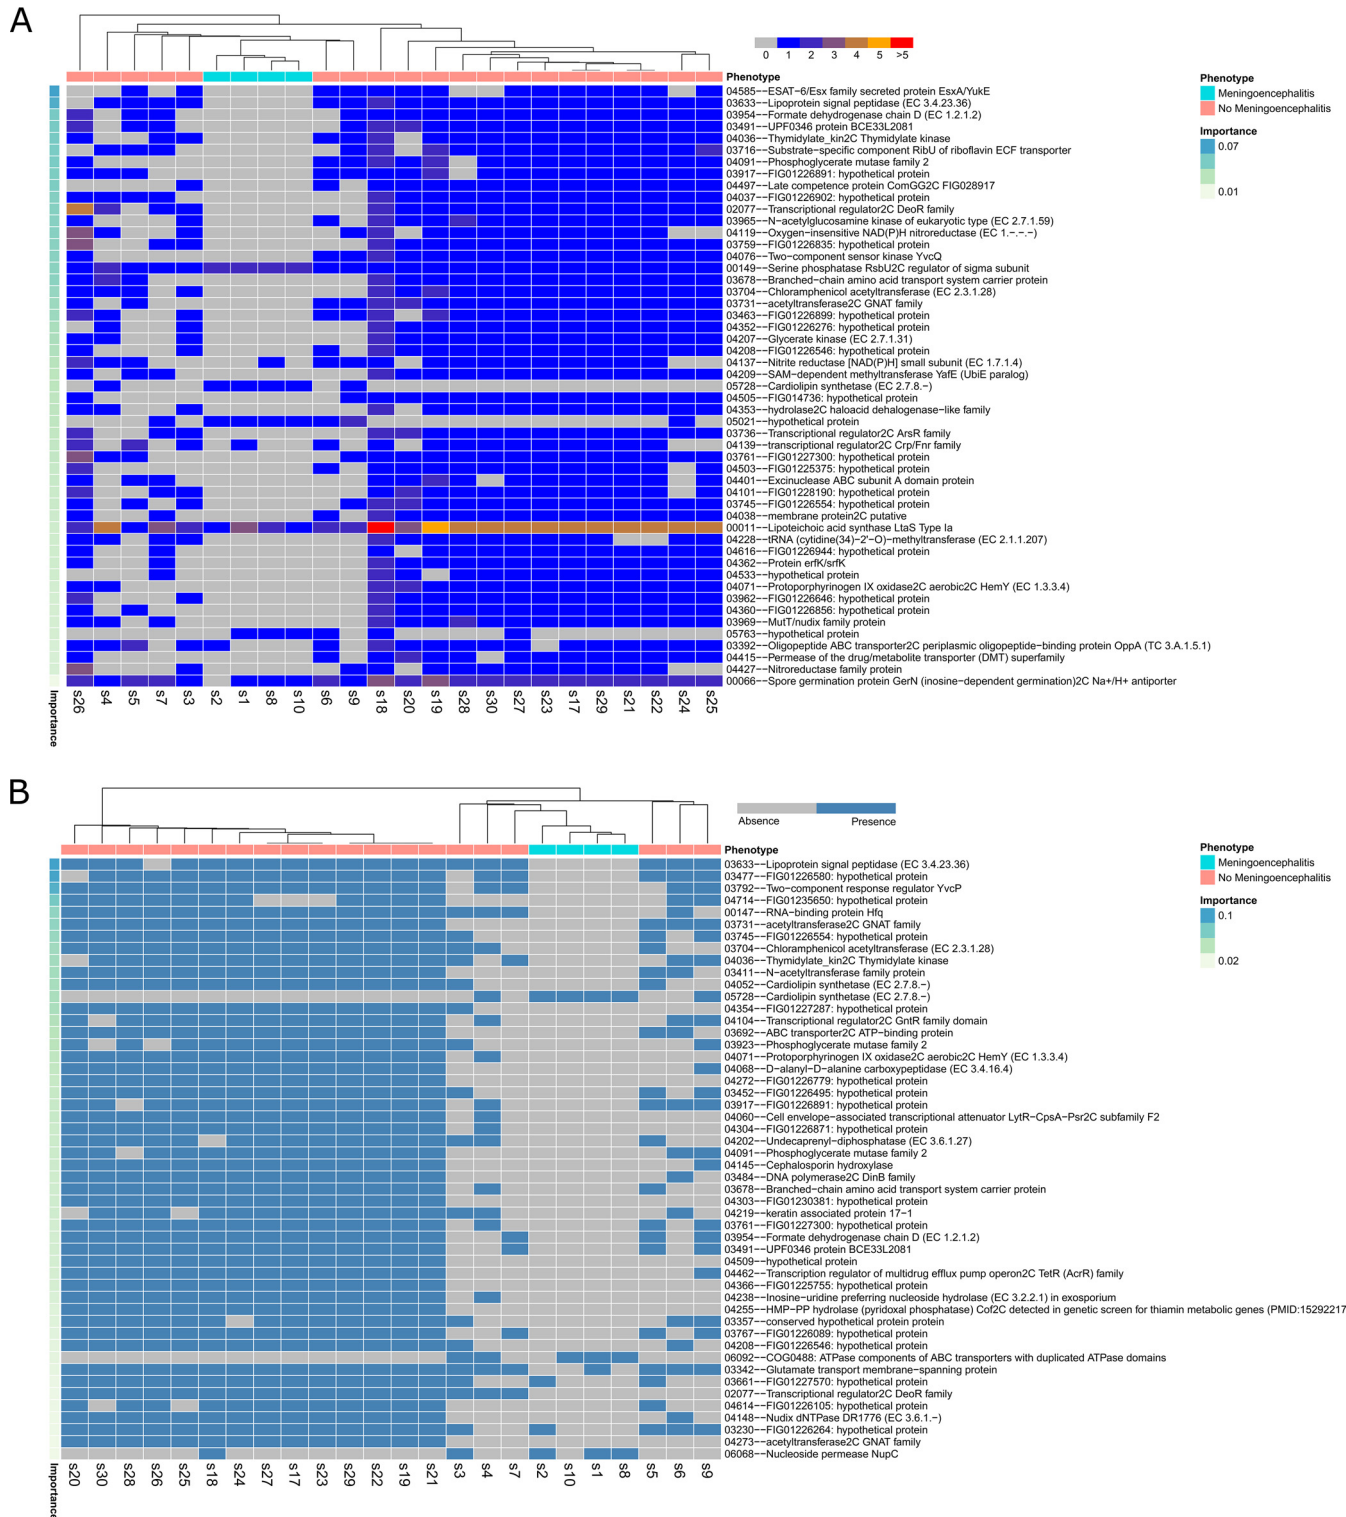 A
0 1 2 3 4 5 >5
Phenotype
04585--ESAT-6/Esx family secreted protein EsxA/YukE
03633--Lipoprotein signal peptidase (EC 3.4.23.36)
03954--Formate dehydrogenase chain D (EC 1.2.1.2)
03491--UPF0346 protein BCE33L2081
04036--Thymidylate_kin2C Thymidylate kinase
03716--Substrate-specific component RibU of riboflavin ECF transporter
04091--Phosphoglycerate mutase family 2
03917--FIG01226891: hypothetical protein
04497--Late competence protein ComGG2C FIG028917
04037--FIG01226902: hypothetical protein
02077--Transcriptional regulator2C DeoR family
03965--N-acetylglucosamine kinase of eukaryotic type (EC 2.7.1.59)
04119--Oxygen-insensitive NAD(P)H nitroreductase (EC 1.-.-.-)
03759--FIG01226835: hypothetical protein
04076--Two-component sensor kinase YvcQ
00149--Serine phosphatase RsbU2C regulator of sigma subunit
03678--Branched-chain amino acid transport system carrier protein
03704--Chloramphenicol acetyltransferase (EC 2.3.1.28)
03731--acetyltransferase2C GNAT family
03463--FIG01226899: hypothetical protein
04352--FIG01226276: hypothetical protein
04207--Glycerate kinase (EC 2.7.1.31)
04208--FIG01226546: hypothetical protein
04137--Nitrite reductase [NAD(P)H] small subunit (EC 1.7.1.4)
04209--SAM-dependent methyltransferase YafE (UbiE paralog)
05728--Cardiolipin synthetase (EC 2.7.8.-)
04505--FIG014736: hypothetical protein
04353--hydrolase2C haloacid dehalogenase-like family
05021--hypothetical protein
03736--Transcriptional regulator2C ArsR family
04139--transcriptional regulator2C Crp/Fnr family
03761--FIG01227300: hypothetical protein
04503--FIG01225375: hypothetical protein
04401--Excinuclease ABC subunit A domain protein
04101--FIG01228190: hypothetical protein
03745--FIG01226554: hypothetical protein
04038--membrane protein2C putative
00011--Lipoteichoic acid synthase LtaS Type Ia
04228--tRNA (cytidine(34)-2'-O)-methyltransferase (EC 2.1.1.207)
04616--FIG01226944: hypothetical protein
04362--Protein erfK/srfK
04533--hypothetical protein
04071--Protoporphyrinogen IX oxidase2C aerobic2C HemY (EC 1.3.3.4)
03962--FIG01226646: hypothetical protein
04360--FIG01226856: hypothetical protein
03969--MutT/nudix family protein
05763--hypothetical protein
03392--Oligopeptide ABC transporter2C periplasmic oligopeptide-binding protein OppA (TC 3.A.1.5.1)
04415--Permease of the drug/metabolite transporter (DMT) superfamily
04427--Nitroreductase family protein
00066--Spore germination protein GerN (inosine-dependent germination)2C Na+/H+ antiporter
Importance s26 s4 s5 s7 s3 s2 s1 s8 s10 s6 s9 s18 s20 s19 s28 s30 s27 s23 s17 s29 s21 s22 s24 s25
Phenotype
Meningoencephalitis
No Meningoencephalitis
Importance
0.07
0.01
B
Absence Presence
Phenotype
03633--Lipoprotein signal peptidase (EC 3.4.23.36)
03477--FIG01226580: hypothetical protein
03792--Two-component response regulator YvcP
04714--FIG01235650: hypothetical protein
00147--RNA-binding protein Hfq
03731--acetyltransferase2C GNAT family
03745--FIG01226554: hypothetical protein
03704--Chloramphenicol acetyltransferase (EC 2.3.1.28)
04036--Thymidylate_kin2C Thymidylate kinase
03411--N-acetyltransferase family protein
04052--Cardiolipin synthetase (EC 2.7.8.-)
05728--Cardiolipin synthetase (EC 2.7.8.-)
04354--FIG01227287: hypothetical protein
04104--Transcriptional regulator2C GntR family domain
03692--ABC transporter2C ATP-binding protein
03923--Phosphoglycerate mutase family 2
04071--Protoporphyrinogen IX oxidase2C aerobic2C HemY (EC 1.3.3.4)
04068--D-alanyl-D-alanine carboxypeptidase (EC 3.4.16.4)
04272--FIG01226779: hypothetical protein
03452--FIG01226495: hypothetical protein
03917--FIG01226891: hypothetical protein
04060--Cell envelope-associated transcriptional attenuator LytR-CpsA-Psr2C subfamily F2
04304--FIG01226871: hypothetical protein
04202--Undecaprenyl-diphosphatase (EC 3.6.1.27)
04091--Phosphoglycerate mutase family 2
04145--Cephalosporin hydroxylase
03484--DNA polymerase2C DinB family
03678--Branched-chain amino acid transport system carrier protein
04303--FIG01230381: hypothetical protein
04219--keratin associated protein 17-1
03761--FIG01227300: hypothetical protein
03954--Formate dehydrogenase chain D (EC 1.2.1.2)
03491--UPF0346 protein BCE33L2081
04509--hypothetical protein
04462--Transcription regulator of multidrug efflux pump operon2C TetR (AcrR) family
04366--FIG01225755: hypothetical protein
04238--Inosine-uridine preferring nucleoside hydrolase (EC 3.2.2.1) in exosporium
04255--HMP-PP hydrolase (pyridoxal phosphatase) Cof2C detected in genetic screen for thiamin metabolic genes (PMID:15292217
03357--conserved hypothetical protein protein
03767--FIG01226089: hypothetical protein
04208--FIG01226546: hypothetical protein
06092--COG0488: ATPase components of ABC transporters with duplicated ATPase domains
03342--Glutamate transport membrane-spanning protein
03661--FIG01227570: hypothetical protein
02077--Transcriptional regulator2C DeoR family
04614--FIG01226105: hypothetical protein
04148--Nudix dNTPase DR1776 (EC 3.6.1.-)
03230--FIG01226264: hypothetical protein
04273--acetyltransferase2C GNAT family
06068--Nucleoside permease NupC
Importance s20 s30 s28 s26 s25 s18 s24 s27 s17 s23 s29 s22 s19 s21 s3 s4 s7 s2 s10 s1 s8 s5 s6 s9
Phenotype
Meningoencephalitis
No Meningoencephalitis
Importance
0.1
0.02